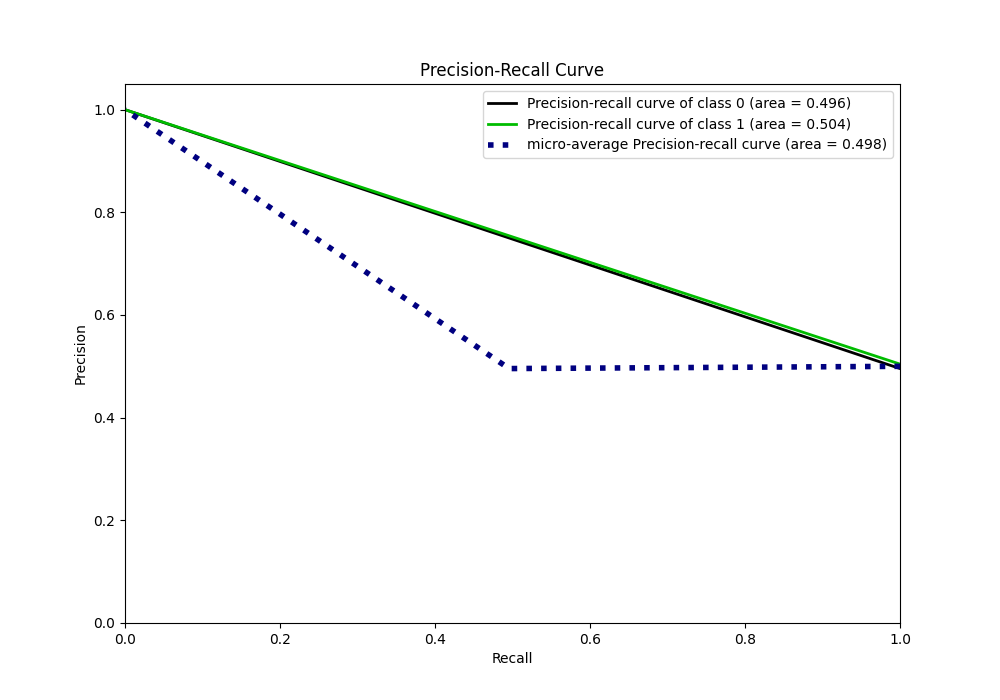 Precision-Recall Curve
Precision-recall curve of class 0 (area = 0.496)
Precision-recall curve of class 1 (area = 0.504)
micro-average Precision-recall curve (area = 0.498)
1.0
0.8
0.6
0.4
0.2
0.0
Precision
0.0 0.2 0.4 0.6 0.8 1.0
Recall